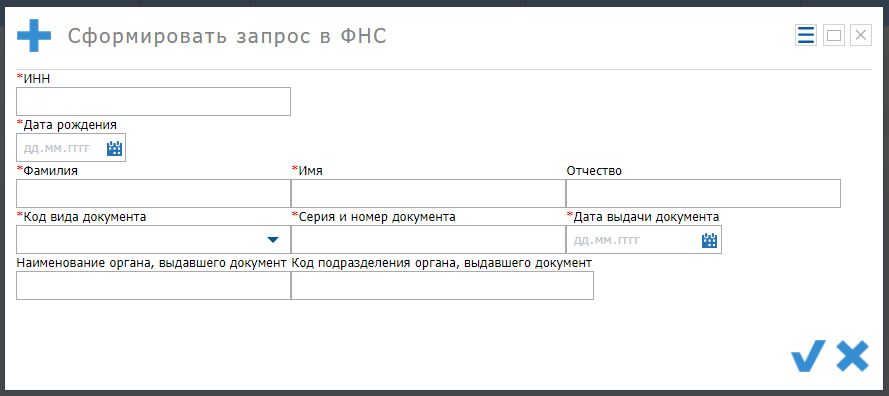 Сформировать запрос в ФНС
*ИНН
*Дата рождения
дд.мм.гггг
*Фамилия *Имя Отчество
*Код вида документа *Серия и номер документа *Дата выдачи документа
дд.мм.гггг
Наименование органа, выдавшего документ Код подразделения органа, выдавшего документ